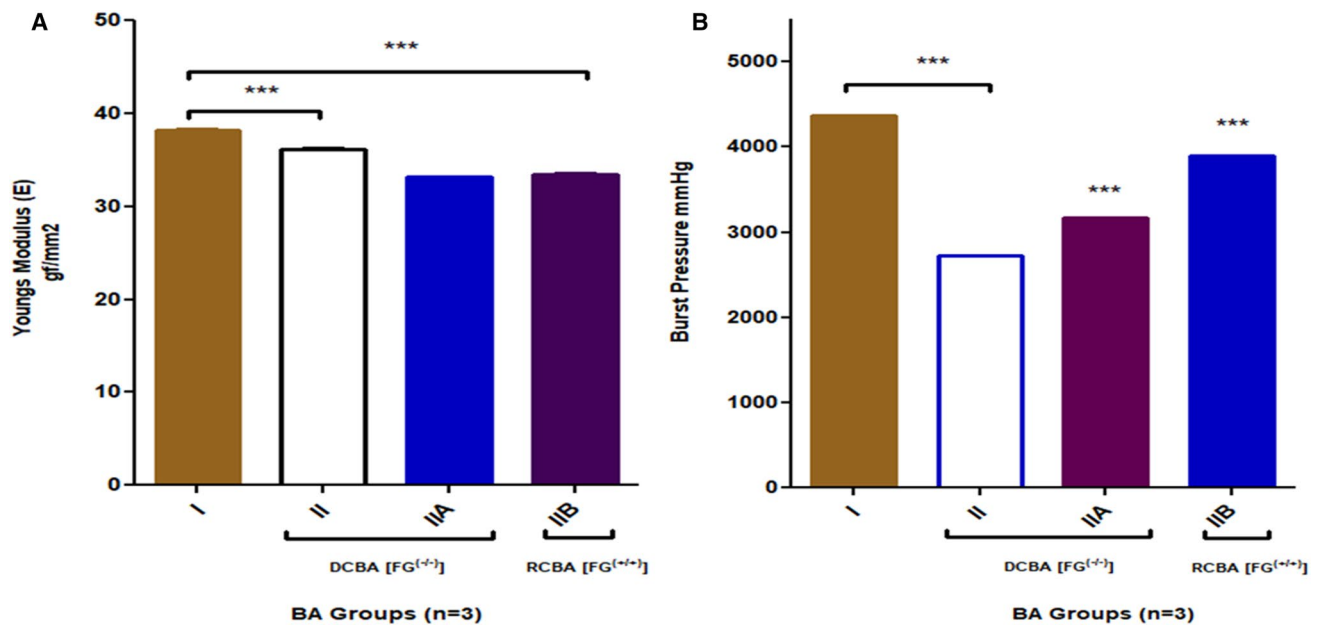 A
50
40
30
20
10
0
Youngs Modulus (E)
gf/mm2
***
***
I
II
IIA
IIB
DCBA [FG(-/-)]
RCBA [FG(+/+)]
BA Groups (n=3)
B
5000
4000
3000
2000
1000
0
Burst Pressure mmHg
***
***
***
I
II
IIA
IIB
DCBA [FG(-/-)]
RCBA [FG(+/+)]
BA Groups (n=3)